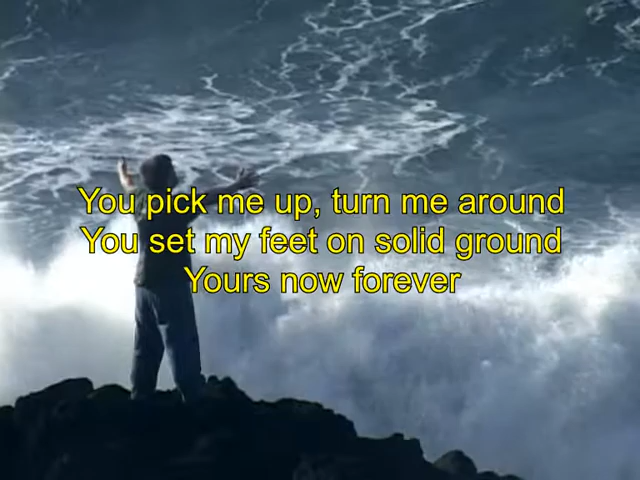 You pick me up, turn me around
You set my feet on solid ground
Yours now forever